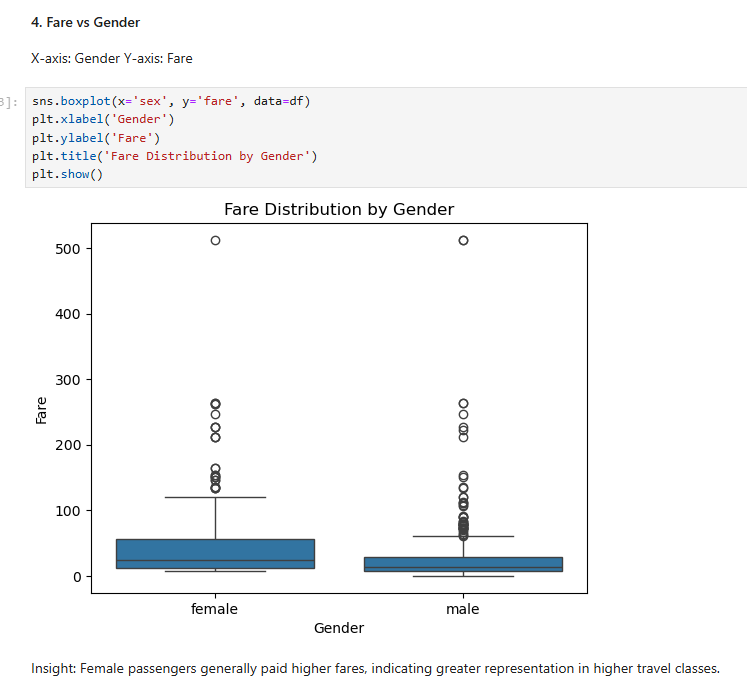 4. Fare vs Gender
X-axis: Gender Y-axis: Fare
3]:
sns.boxplot(x='sex', y='fare', data=df)
plt.xlabel('Gender')
plt.ylabel('Fare')
plt.title('Fare Distribution by Gender')
plt.show()
Fare Distribution by Gender
500
400
300
200
100
0
Fare
female male
Gender
Insight: Female passengers generally paid higher fares, indicating greater representation in higher travel classes.